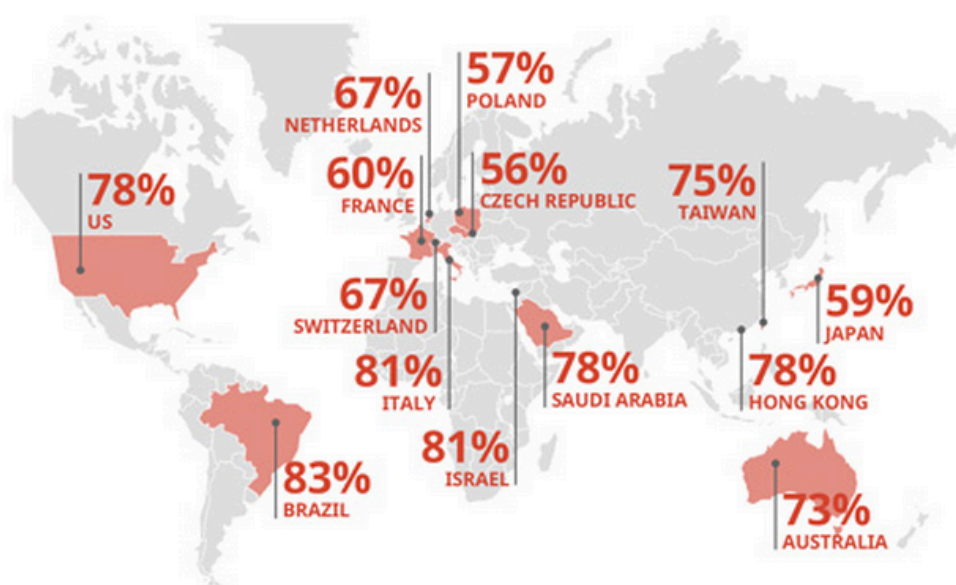 57%
POLAND
67%
NETHERLANDS
60%
FRANCE
56%
CZECH REPUBLIC
75%
TAIWAN
78%
US
67%
SWITZERLAND
59%
JAPAN
81%
ITALY
78%
SAUDI ARABIA
78%
HONG KONG
81%
ISRAEL
83%
BRAZIL
73%
AUSTRALIA